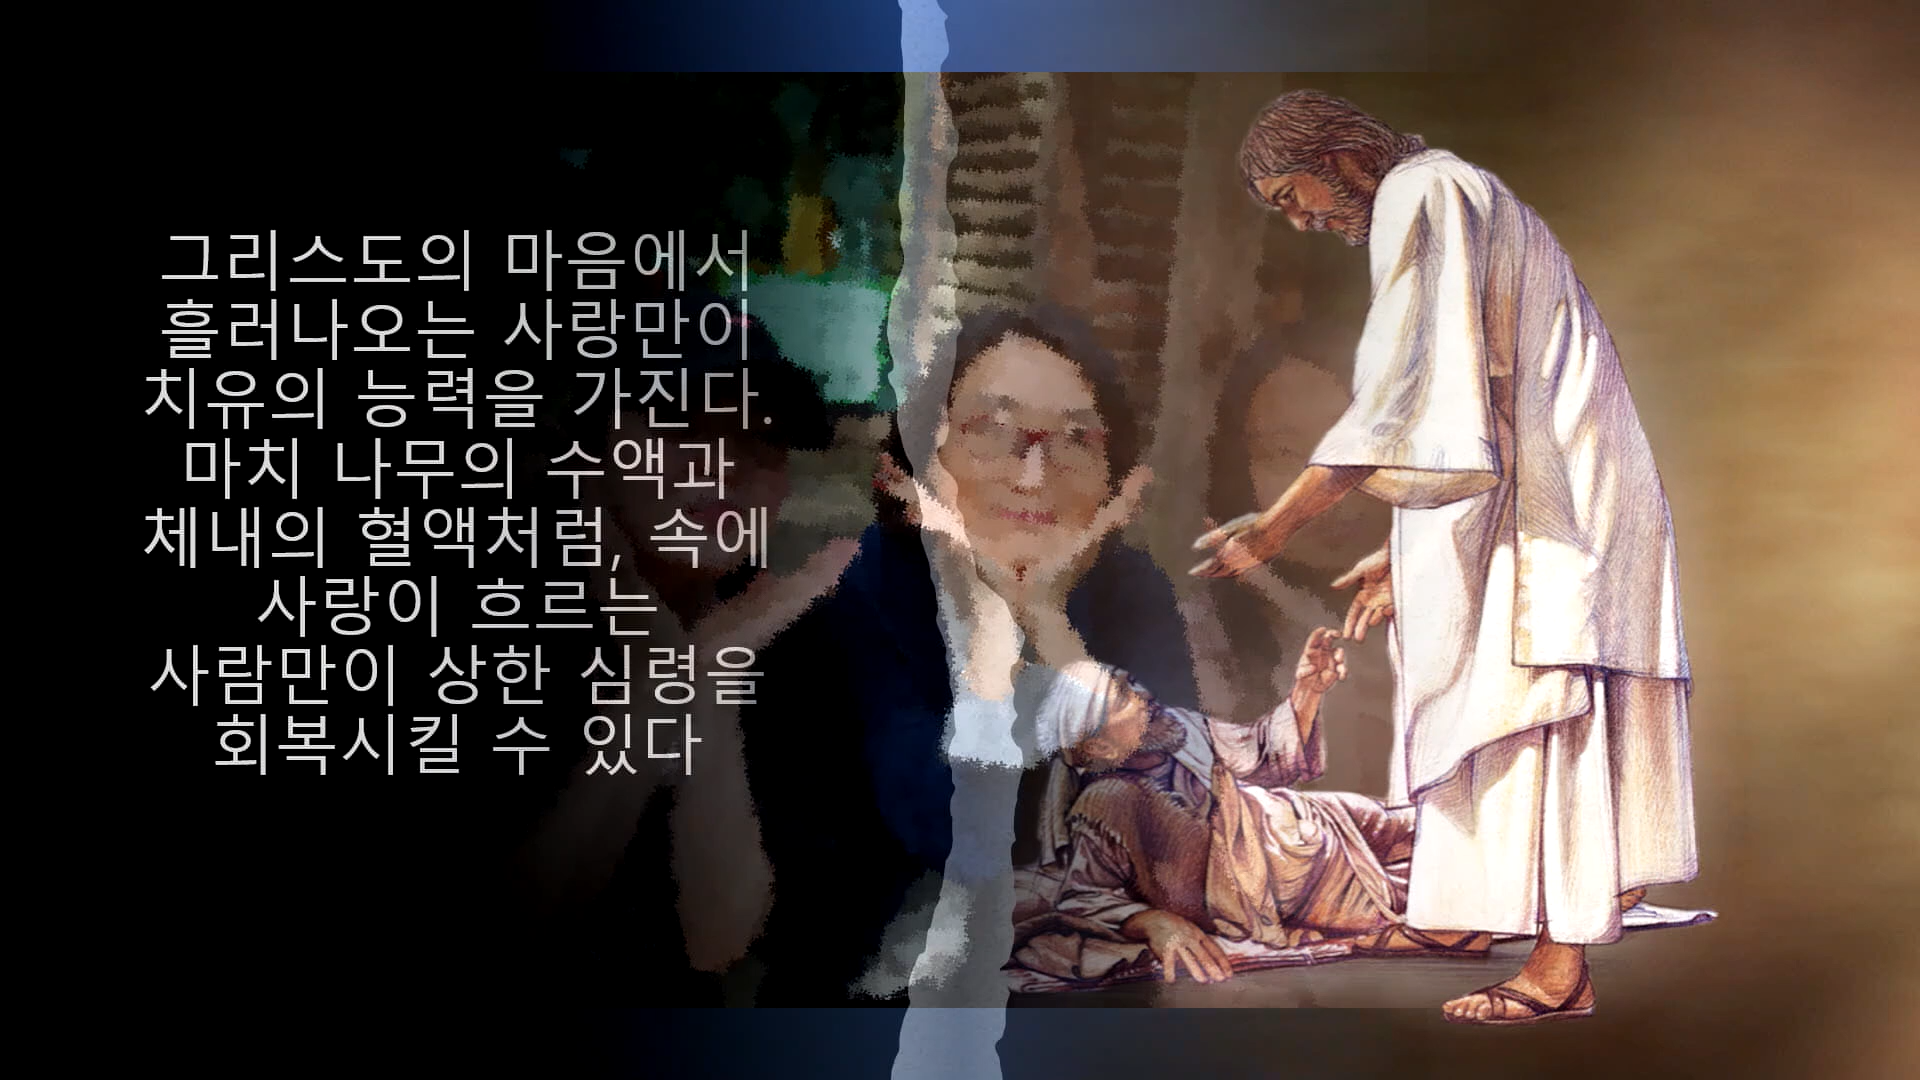 그리스도의 마음에서
흘러나오는 사랑만이
치유의 능력을 가진다.
마치 나무의 수액과
체내의 혈액처럼, 속에
사랑이 흐르는
사람만이 상한 심령을
회복시킬 수 있다